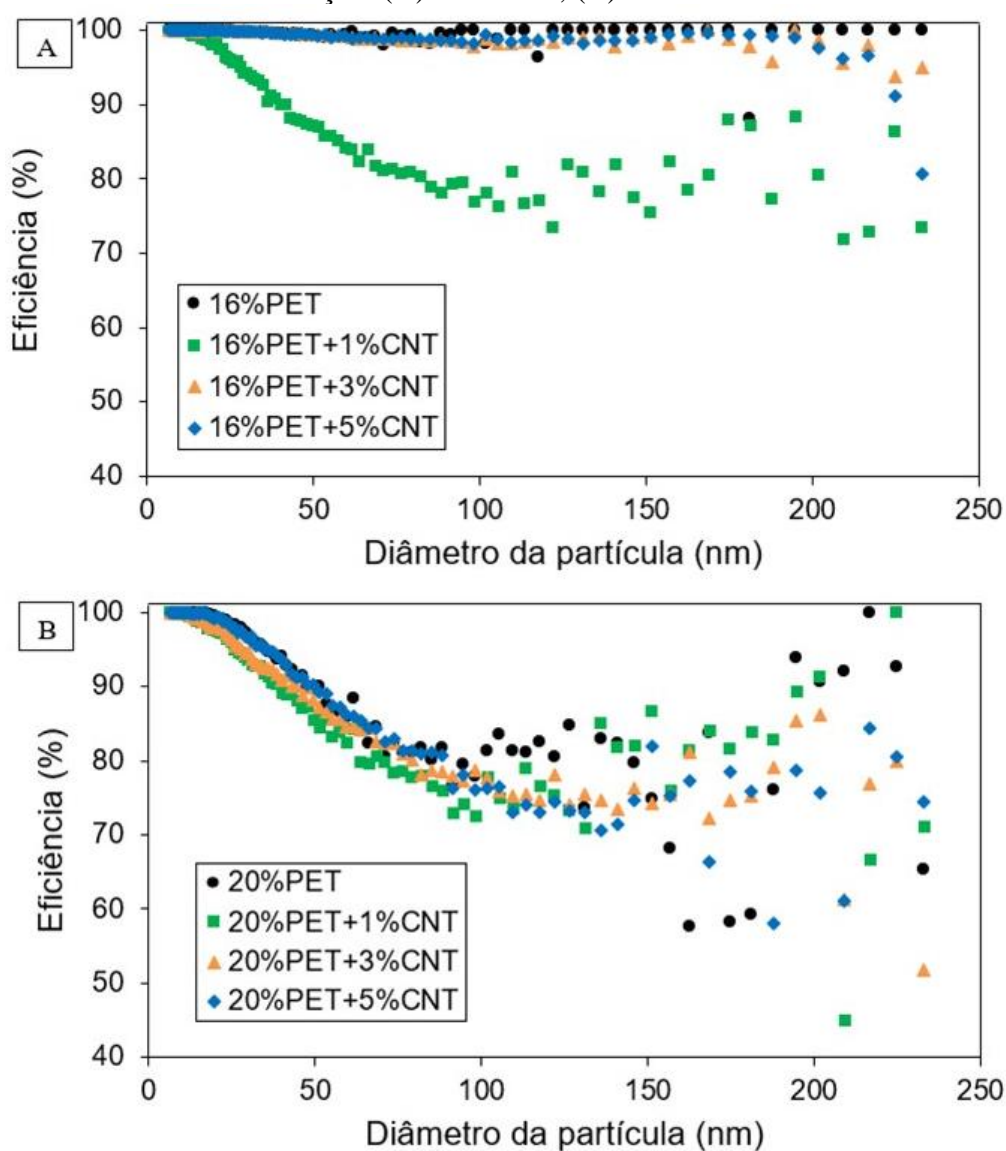 A
100
90
80
70
60
50
40
Eficiência (%)
16%PET
16%PET+1%CNT
16%PET+3%CNT
16%PET+5%CNT
0
50
100
150
200
250
Diâmetro da partícula (nm)
B
100
90
80
70
60
50
40
Eficiência (%)
20%PET
20%PET+1%CNT
20%PET+3%CNT
20%PET+5%CNT
0
50
100
150
200
250
Diâmetro da partícula (nm)